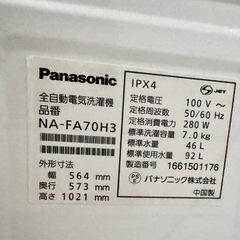 Panasonic
全自動電気洗濯機
品番
NA-FA70H3
外形寸法
幅 564 mm
奥行 573 mm
高さ 1021 mm
IPX4
JET
定格電圧 100 V～
定格周波数 50/60 Hz
定格消費電力 280 W
標準洗濯容量 7.0 kg
標準水量 46 L
標準使用水量 92 L
製造番号 1661501176
PS E パナソニック株式会社
中国製